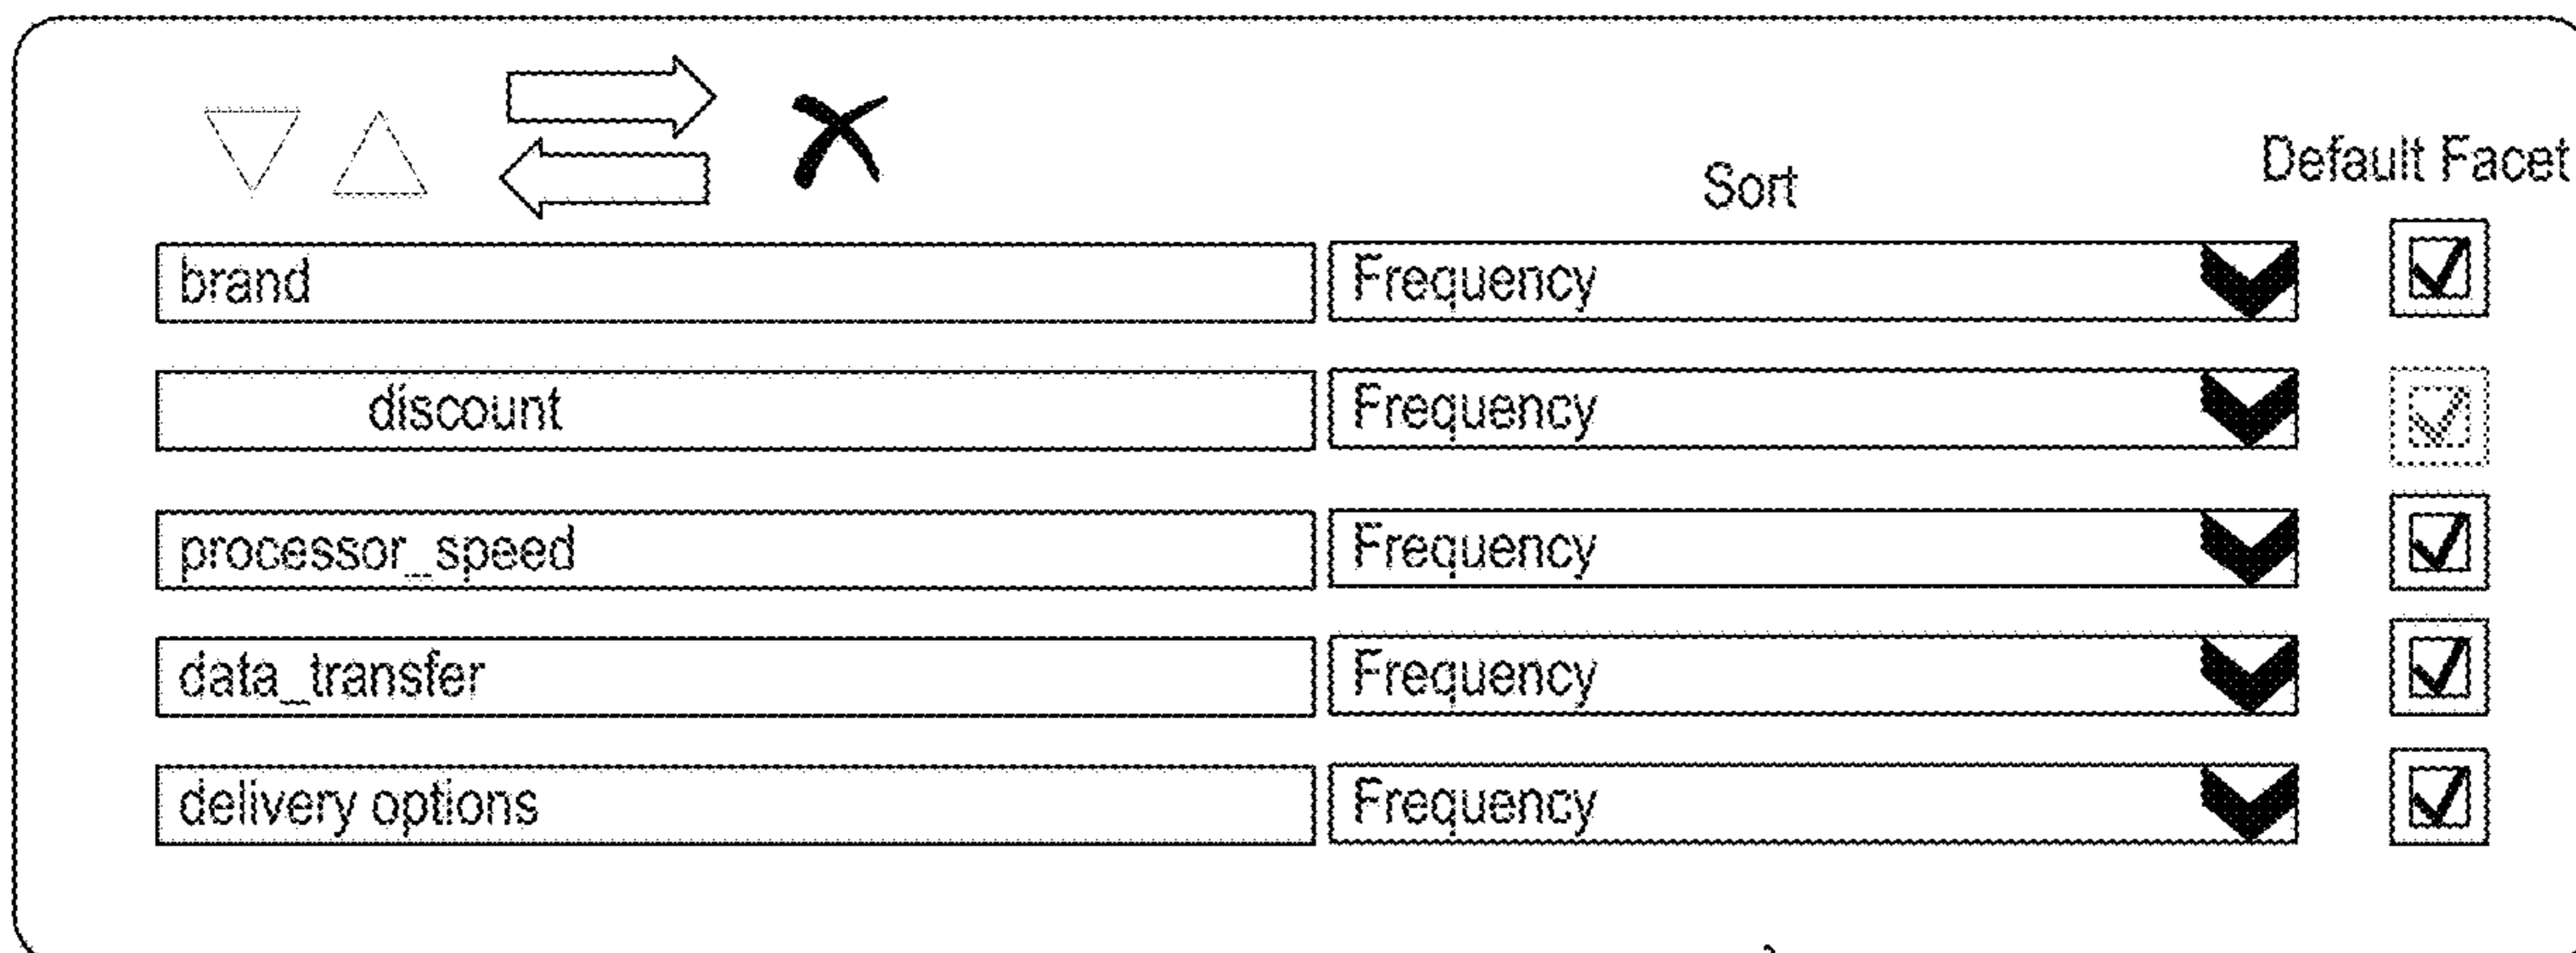 Sort Default Facet
brand Frequency
discount Frequency
processor_speed Frequency
data_transfer Frequency
delivery options Frequency